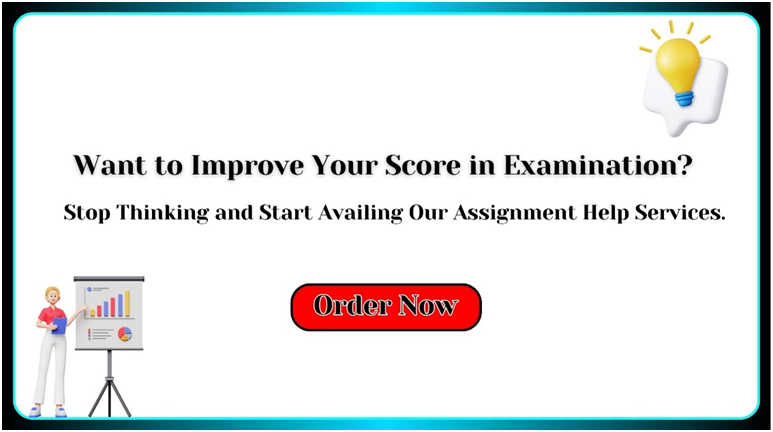 Want to Improve Your Score in Examination?
Stop Thinking and Start Availing Our Assignment Help Services.
Order Now